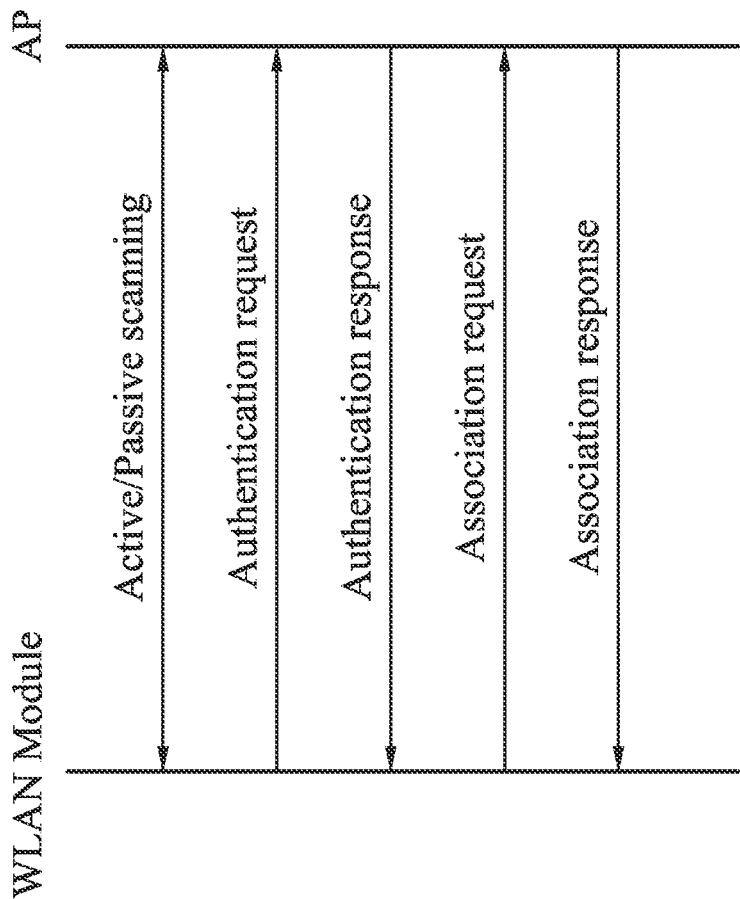 WLAN Module
AP
Active/Passive scanning
Authentication request
Authentication response
Association request
Association response